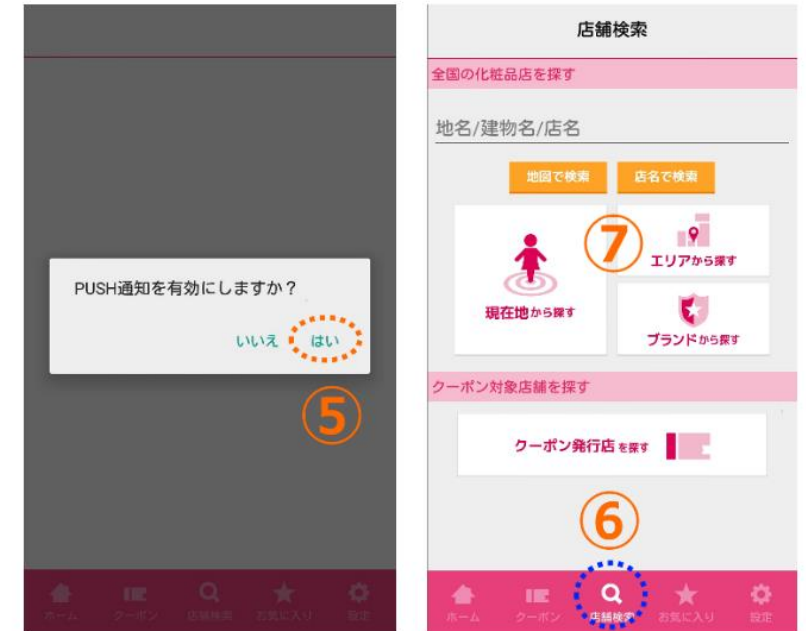 PUSH通知を有効にしますか？
いいえ はい
⑤
ホーム クーポン 店舗検索 お気に入り 設定
店舗検索
全国の化粧品店を探す
地名/建物名/店名
地図で検索 店名で検索
⑦
エリアから探す
現在地から探す
ブランドから探す
クーポン対象店舗を探す
クーポン発行店を探す
⑥
ホーム クーポン 店舗検索 お気に入り 設定